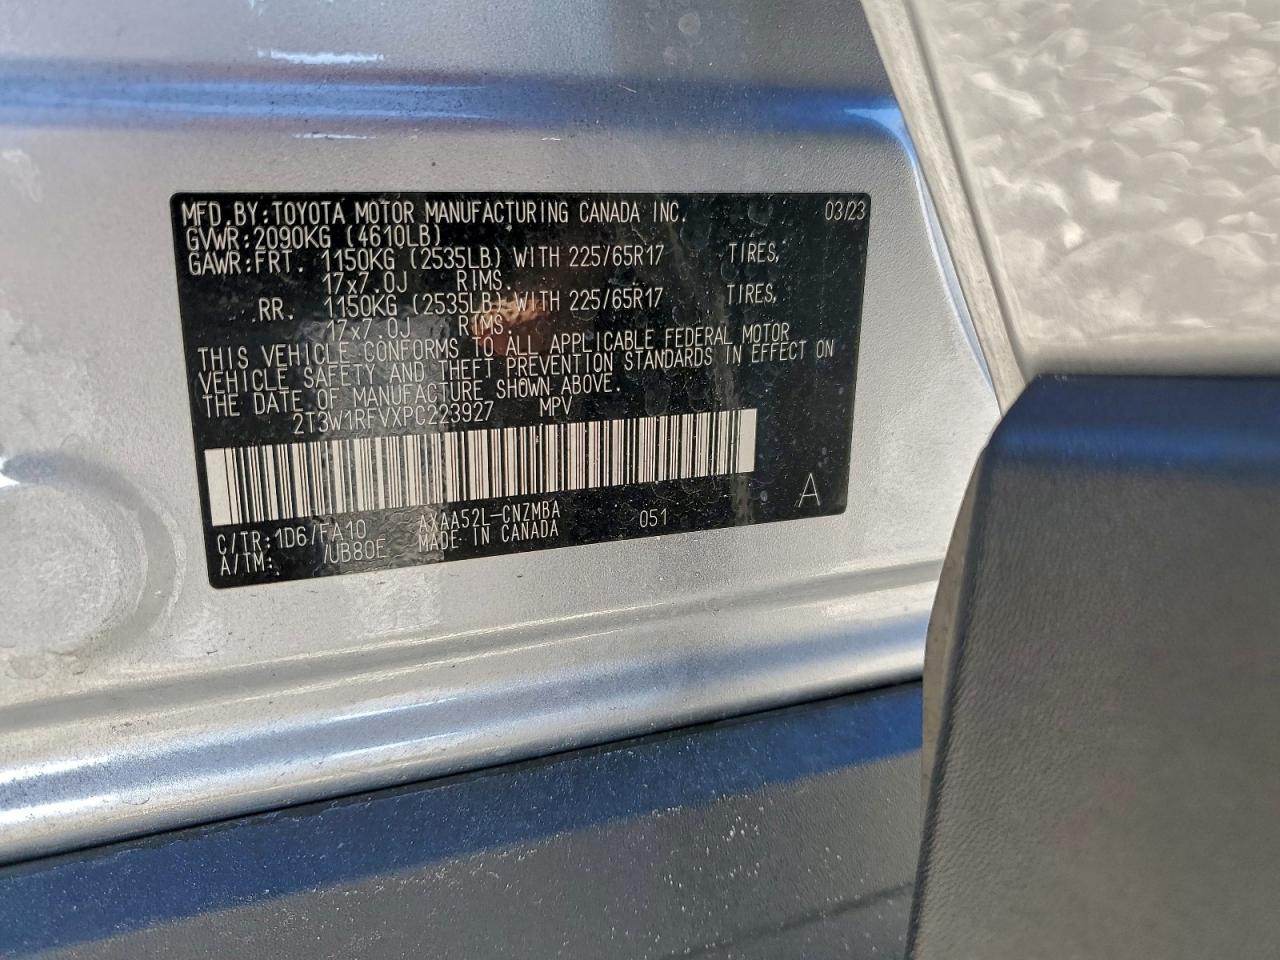 MFD.BY:TOYOTA MOTOR MANUFACTURING CANADA INC. 03/23
GVWR:2090KG (4610LB)
GAWR:FRT. 1150KG (2535LB) WITH 225/65R17 TIRES,
17x7.0J RIMS.
RR. 1150KG (2535LB) WITH 225/65R17 TIRES,
17x7.0J RIMS
THIS VEHICLE CONFORMS TO ALL APPLICABLE FEDERAL MOTOR
VEHICLE SAFETY AND THEFT PREVENTION STANDARDS IN EFFECT ON
THE DATE OF MANUFACTURE SHOWN ABOVE.
2T3W1RFVXPC223927 MPV
A
C/TR:1D6/FA10 AXAA52L-CNZMBA 051
A/TM: /UB80E MADE IN CANADA